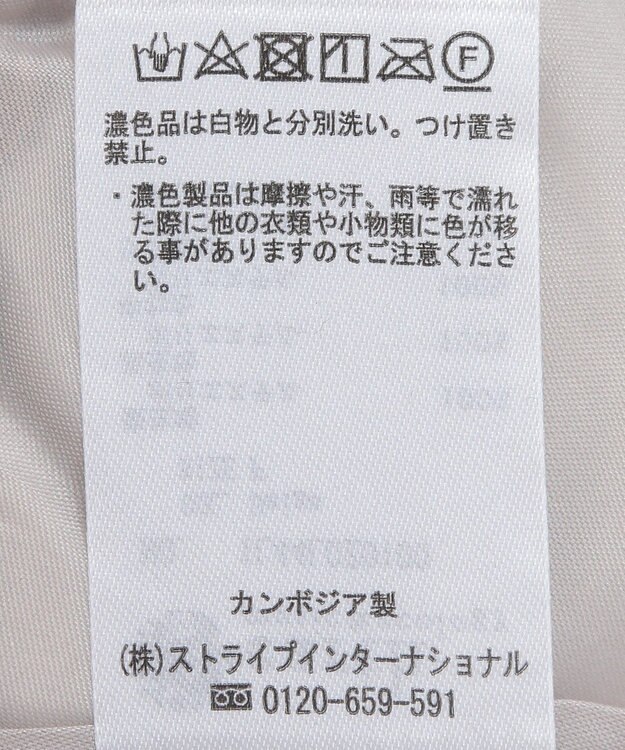 F
濃色品は白物と分別洗い。つけ置き
禁止。
・濃色製品は摩擦や汗、雨等で濡れ
た際に他の衣類や小物類に色が移
る事がありますのでご注意くださ
い。
カンボジア製
(株)ストライプインターナショナル
0120-659-591